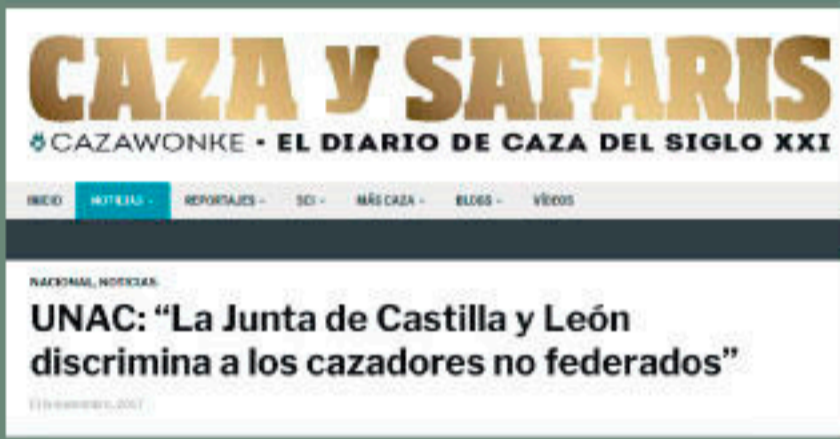 CAZA y SAFARIS
CAZAWONKE • EL DIARIO DE CAZA DEL SIGLO XXI
INICIO NOTICIAS REPORTAJES SCI MÁS CAZA BLOGS VÍDEOS
NACIONAL, NOTICIAS
UNAC: “La Junta de Castilla y León
discrimina a los cazadores no federados”